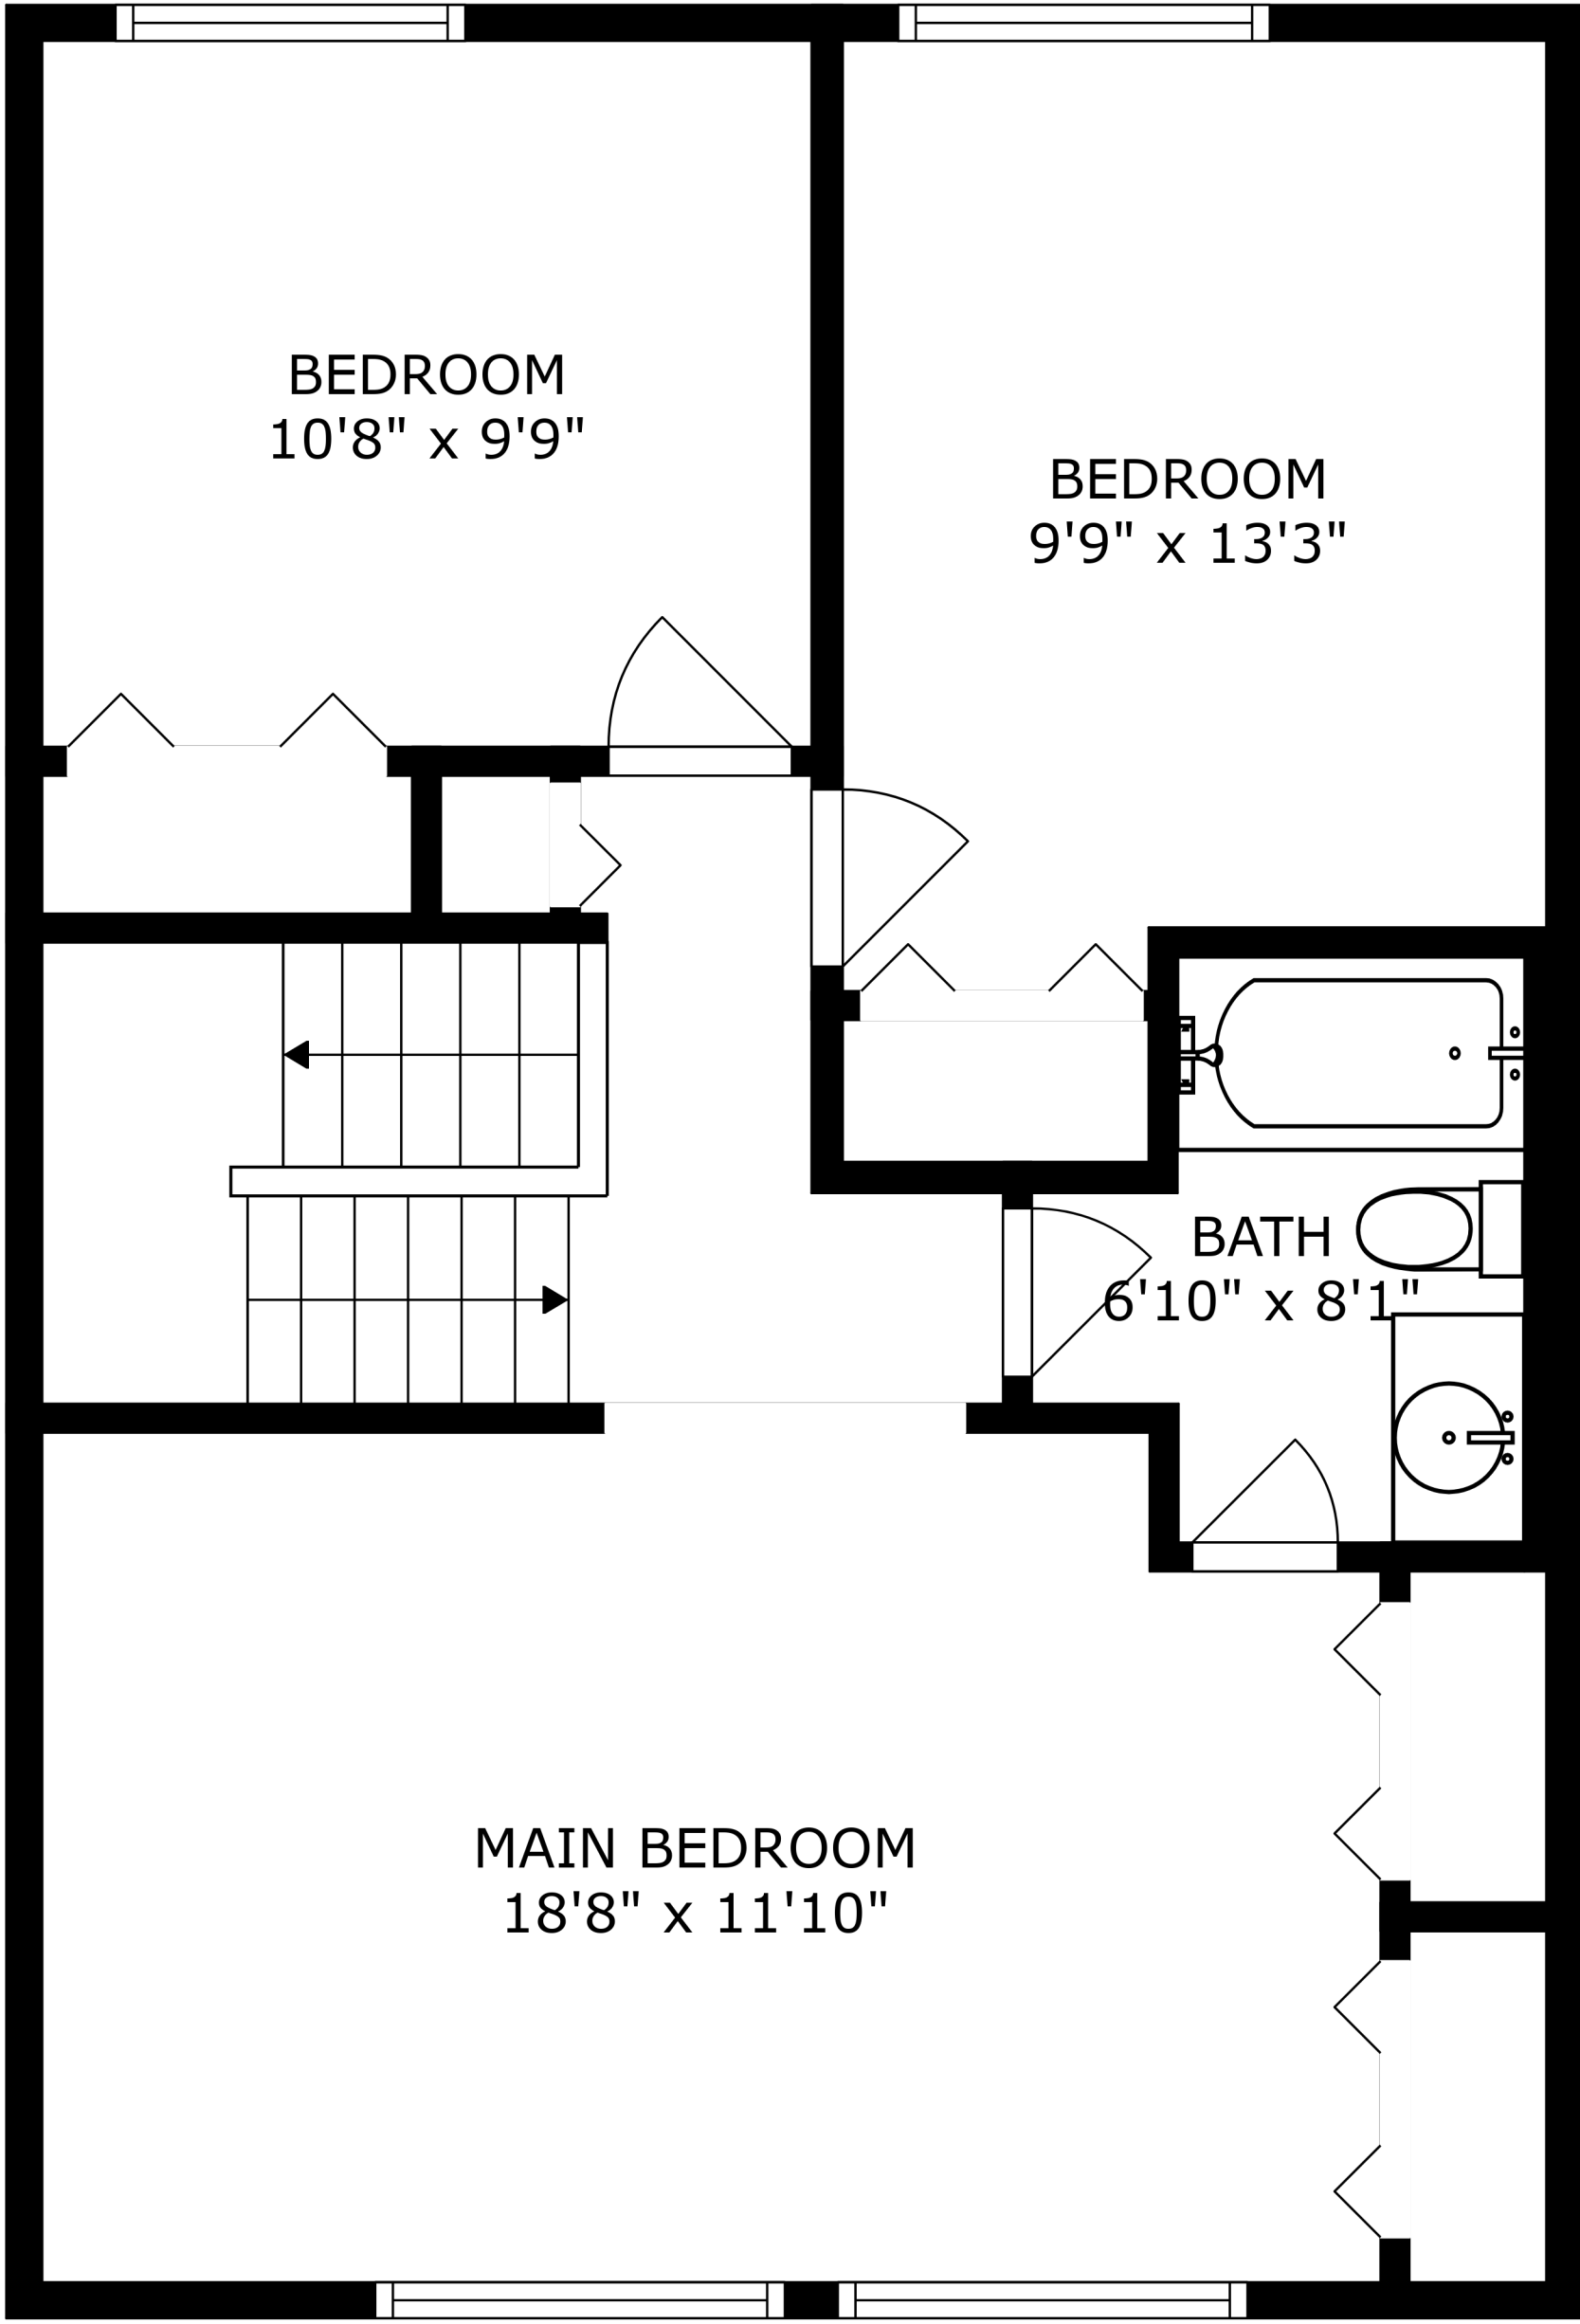 BEDROOM
10'8" x 9'9"
BEDROOM
9'9" x 13'3"
BATH
6'10" x 8'1"
MAIN BEDROOM
18'8" x 11'10"